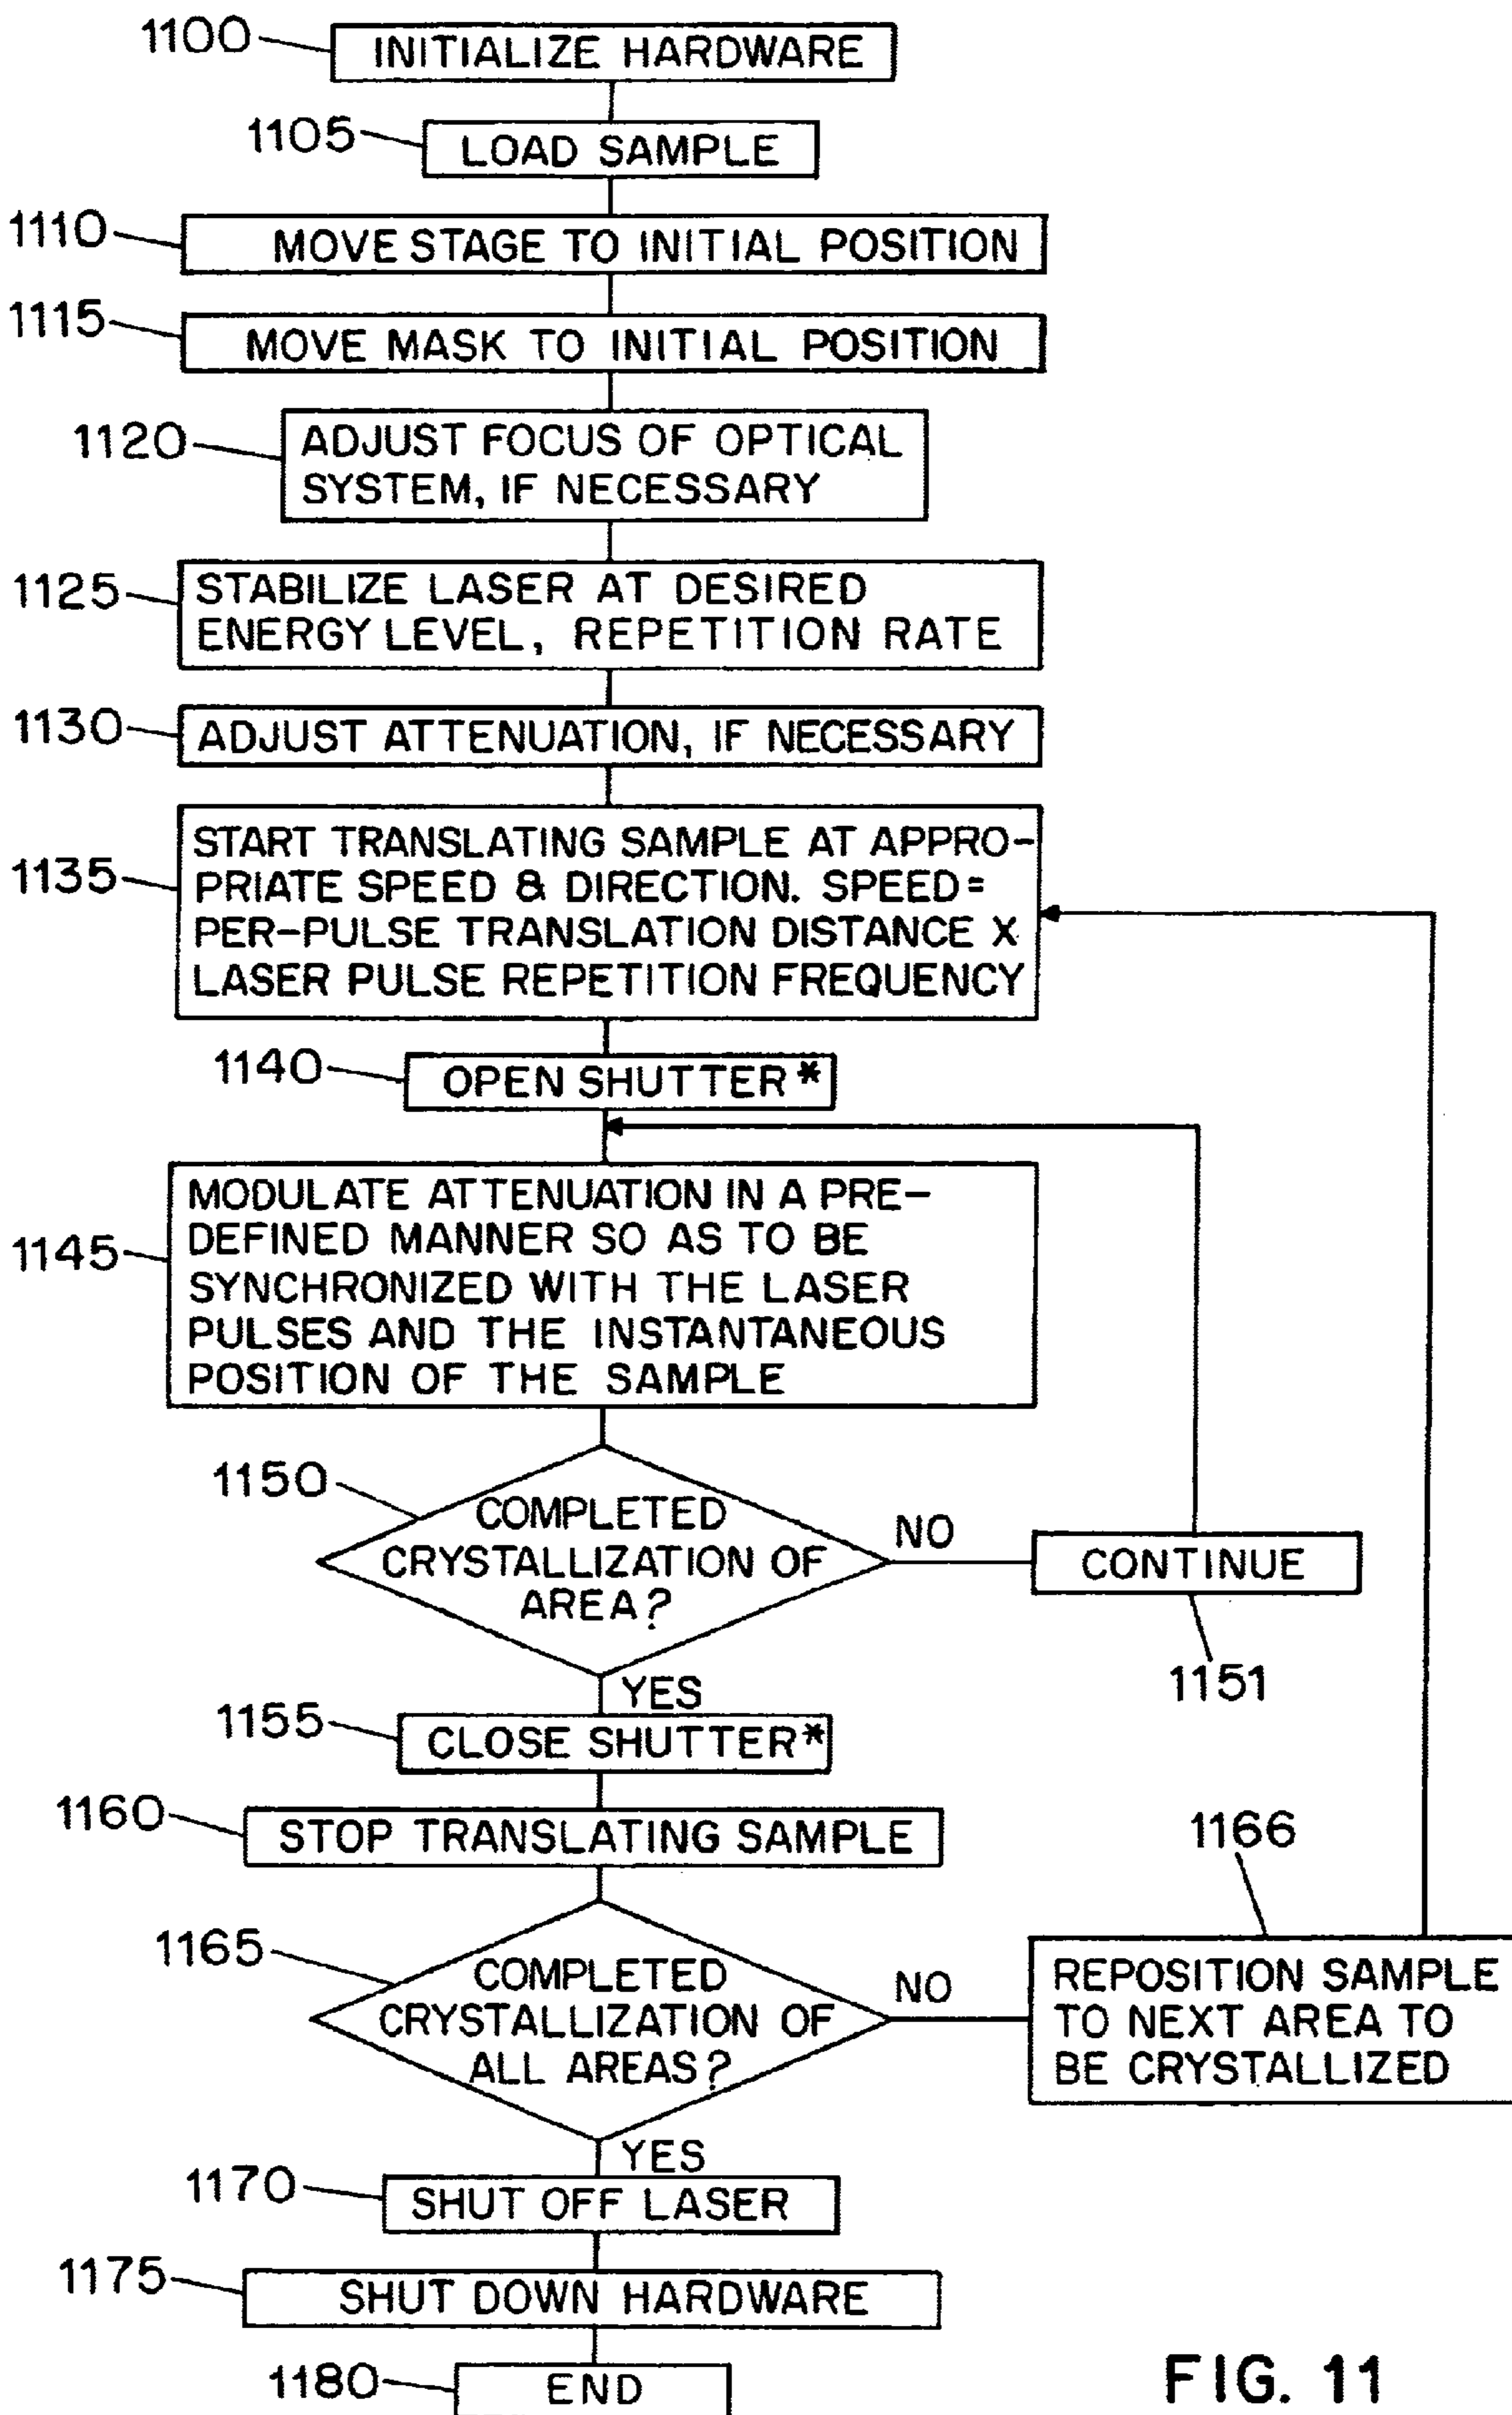 1100
INITIALIZE HARDWARE
1105
LOAD SAMPLE
1110
MOVE STAGE TO INITIAL POSITION
1115
MOVE MASK TO INITIAL POSITION
1120
ADJUST FOCUS OF OPTICAL
SYSTEM, IF NECESSARY
1125
STABILIZE LASER AT DESIRED
ENERGY LEVEL, REPETITION RATE
1130
ADJUST ATTENUATION, IF NECESSARY
1135
START TRANSLATING SAMPLE AT APPRO-
PRIATE SPEED & DIRECTION. SPEED=
PER-PULSE TRANSLATION DISTANCE X
LASER PULSE REPETITION FREQUENCY
1140
OPEN SHUTTER*
1145
MODULATE ATTENUATION IN A PRE-
DEFINED MANNER SO AS TO BE
SYNCHRONIZED WITH THE LASER
PULSES AND THE INSTANTANEOUS
POSITION OF THE SAMPLE
1150
COMPLETED
CRYSTALLIZATION OF
AREA?
NO
CONTINUE
1151
YES
1155
CLOSE SHUTTER*
1160
STOP TRANSLATING SAMPLE
1165
COMPLETED
CRYSTALLIZATION OF
ALL AREAS?
NO
1166
REPOSITION SAMPLE
TO NEXT AREA TO
BE CRYSTALLIZED
YES
1170
SHUT OFF LASER
1175
SHUT DOWN HARDWARE
1180
END
FIG. 11